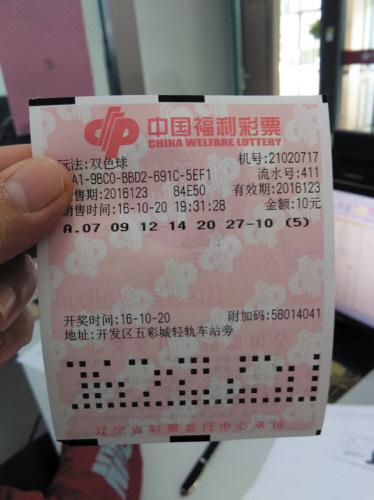 中国福利彩票
CHINA WELFARE LOTTERY
玩法:双色球 机号:21020717
A1-9BC0-BBD2-691C-5EF1 流水号:411
售期:2016123 84E50 有效期:2016123
销售时间:16-10-20 19:31:28 金额:10元
A.07 09 12 14 20 27-10 (5)
开奖时间:16-10-20 附加码:58014041
地址:开发区五彩城轻轨车站旁
辽宁省彩票发行中心承销